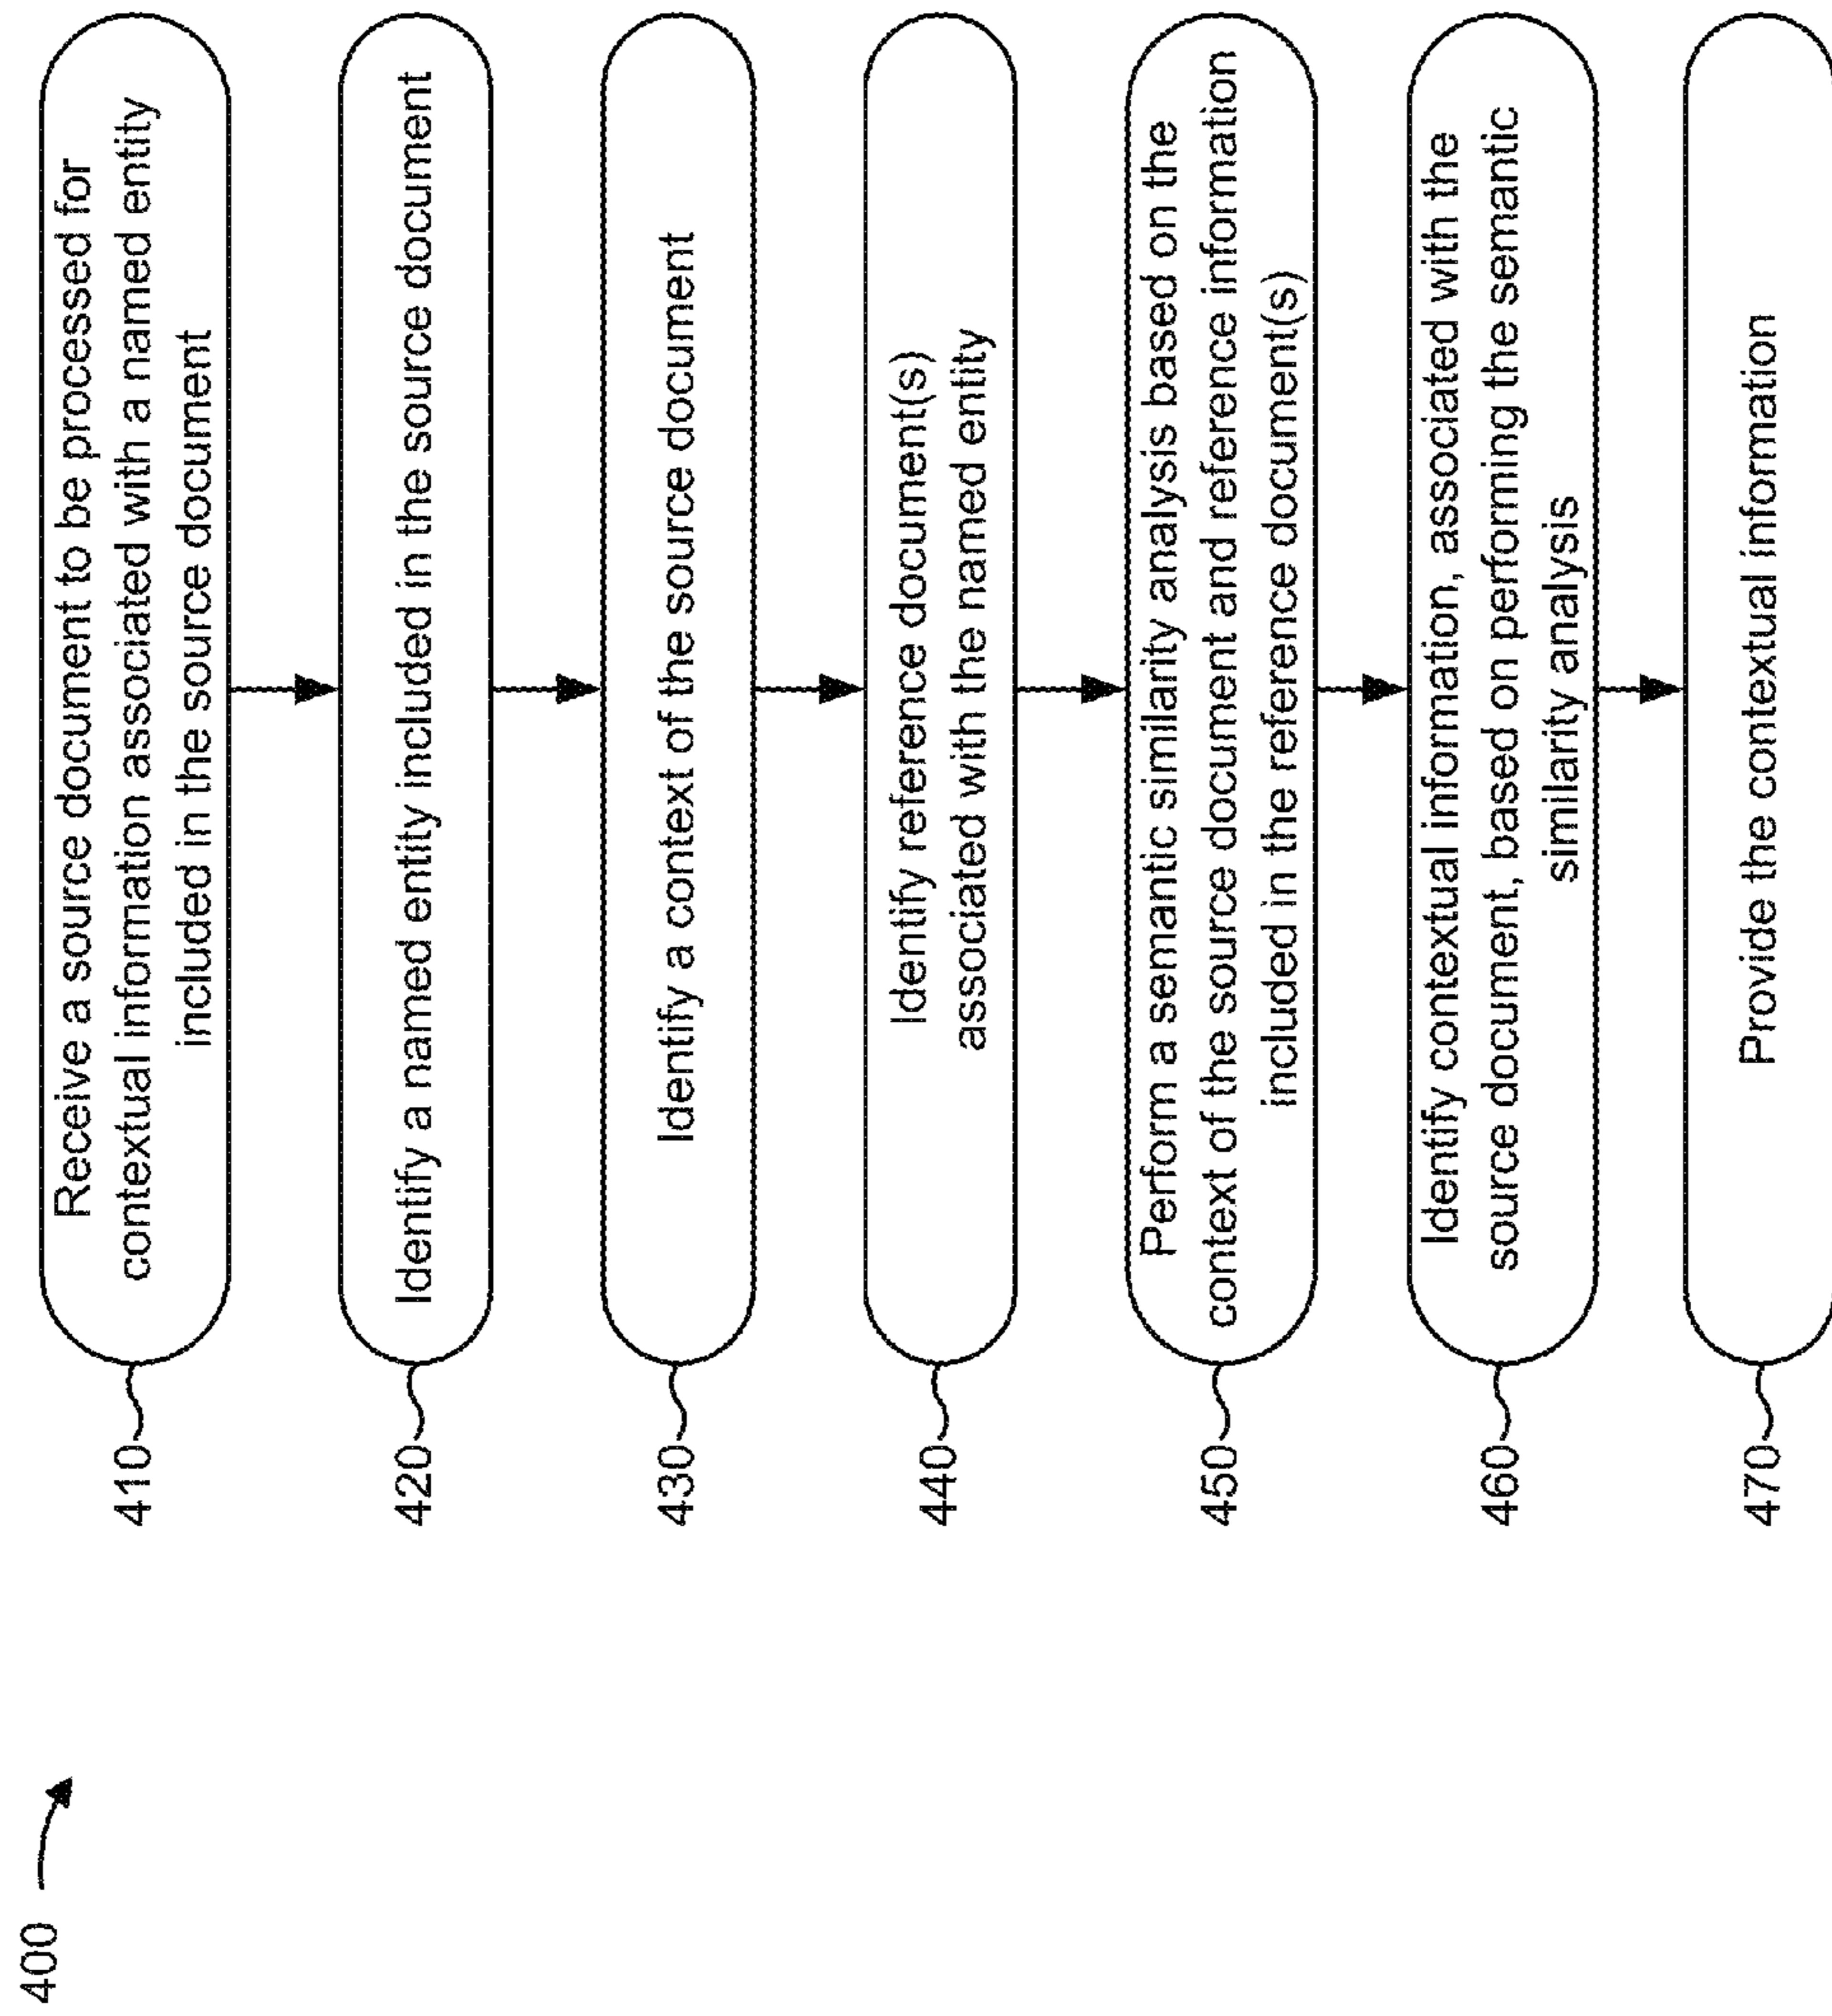 400
410
Receive a source document to be processed for
contextual information associated with a named entity
included in the source document
420
Identify a named entity included in the source document
430
Identify a context of the source document
440
Identify reference document(s)
associated with the named entity
450
Perform a semantic similarity analysis based on the
context of the source document and reference information
included in the reference document(s)
460
Identify contextual information, associated with the
source document, based on performing the semantic
similarity analysis
470
Provide the contextual information